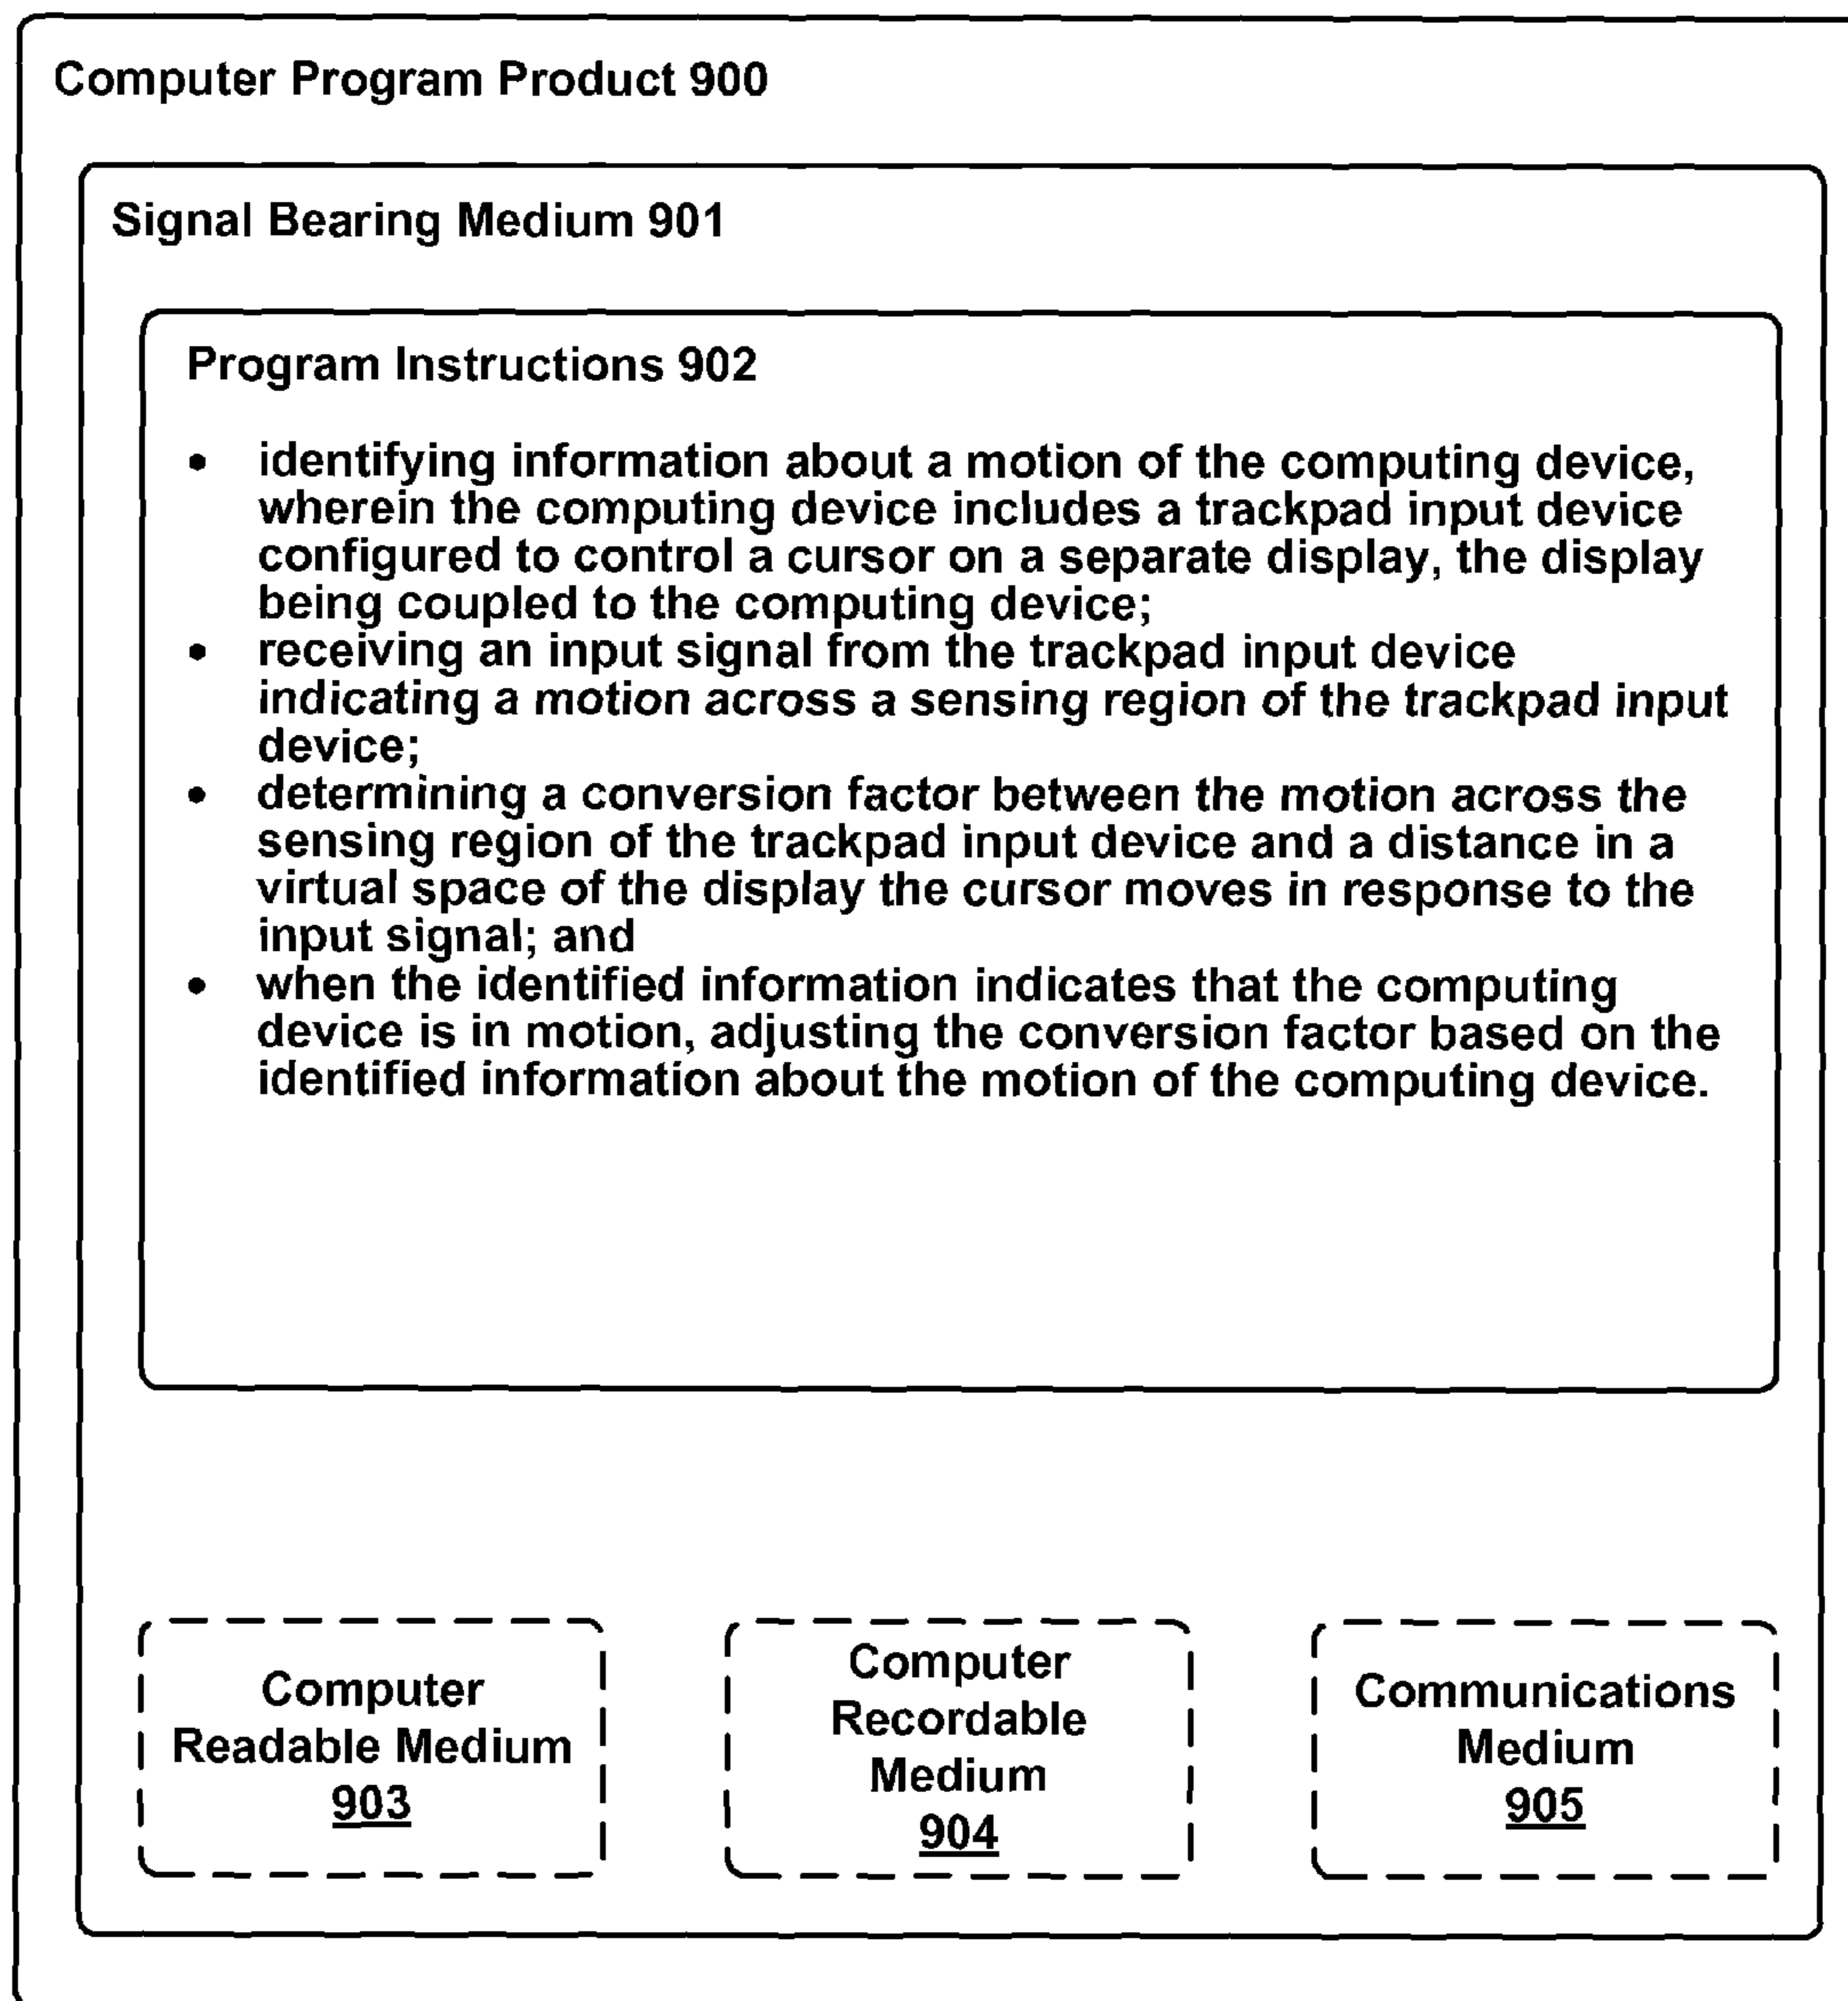 Computer Program Product 900
Signal Bearing Medium 901
Program Instructions 902
• identifying information about a motion of the computing device,
wherein the computing device includes a trackpad input device
configured to control a cursor on a separate display, the display
being coupled to the computing device;
• receiving an input signal from the trackpad input device
indicating a motion across a sensing region of the trackpad input
device;
• determining a conversion factor between the motion across the
sensing region of the trackpad input device and a distance in a
virtual space of the display the cursor moves in response to the
input signal; and
• when the identified information indicates that the computing
device is in motion, adjusting the conversion factor based on the
identified information about the motion of the computing device.
Computer
Readable Medium
903
Computer
Recordable
Medium
904
Communications
Medium
905